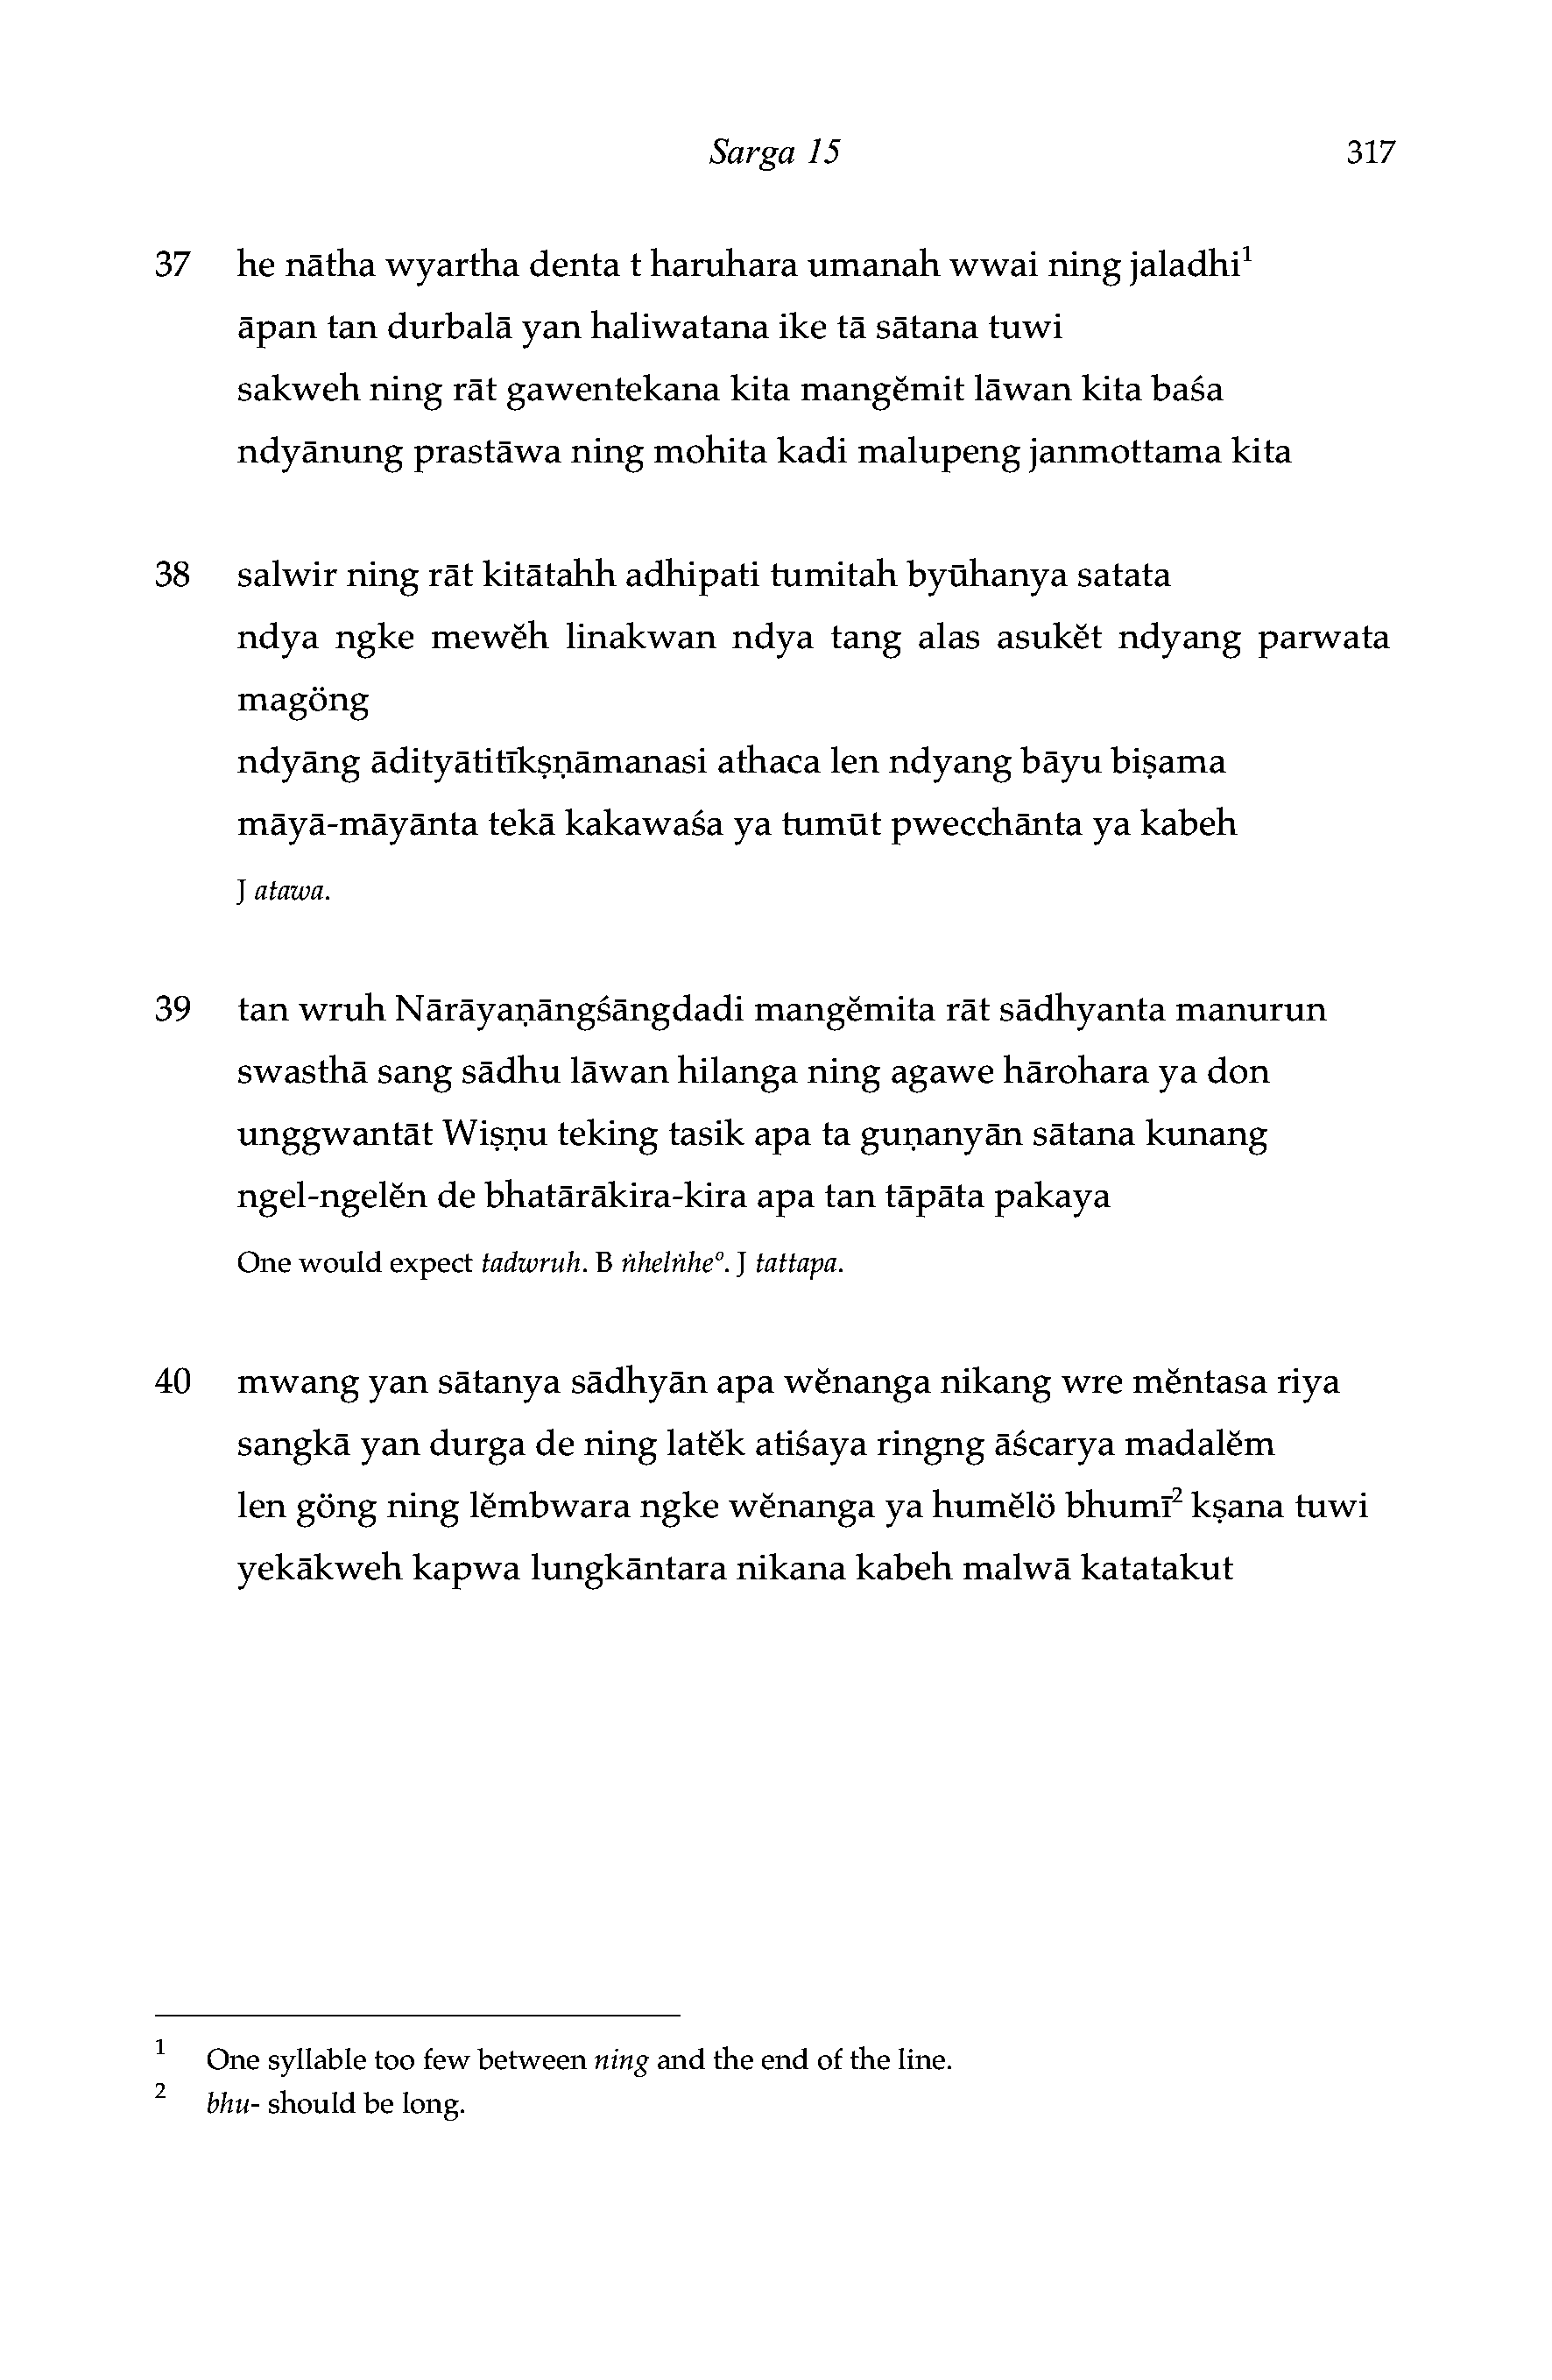 Sarga 15 317
37 he nātha wyartha denta t haruhara umanah wwai ning jaladhi¹
āpan tan durbalā yan haliwatana ike tā sātana tuwi
sakweh ning rāt gawentekana kita mangĕmit lāwan kita baśa
ndyānung prastāwa ning mohita kadi malupeng janmottama kita
38 salwir ning rāt kitātahh adhipati tumitah byūhanya satata
ndya ngke mewĕh linakwan ndya tang alas asukĕt ndyang parwata
magöng
ndyāng ādityātitīkṣṇāmanasi athaca len ndyang bāyu biṣama
māyā-māyānta tekā kakawaśa ya tumūt pwecchānta ya kabeh
J atawa.
39 tan wruh Nārāyaṇāngśāngdadi mangĕmita rāt sādhyanta manurun
swasthā sang sādhu lāwan hilanga ning agawe hārohara ya don
unggwantāt Wiṣṇu teking tasik apa ta guṇanyān sātana kunang
ngel-ngelĕn de bhatārākira-kira apa tan tāpāta pakaya
One would expect tadwruh. B ṅhelṅheº. J tattapa.
40 mwang yan sātanya sādhyān apa wĕnanga nikang wre mĕntasa riya
sangkā yan durga de ning latĕk atiśaya ringng āścarya madalĕm
len göng ning lĕmbwara ngke wĕnanga ya humĕlö bhumī² kṣana tuwi
yekākweh kapwa lungkāntara nikana kabeh malwā katatakut
1 One syllable too few between ning and the end of the line.
2 bhu- should be long.